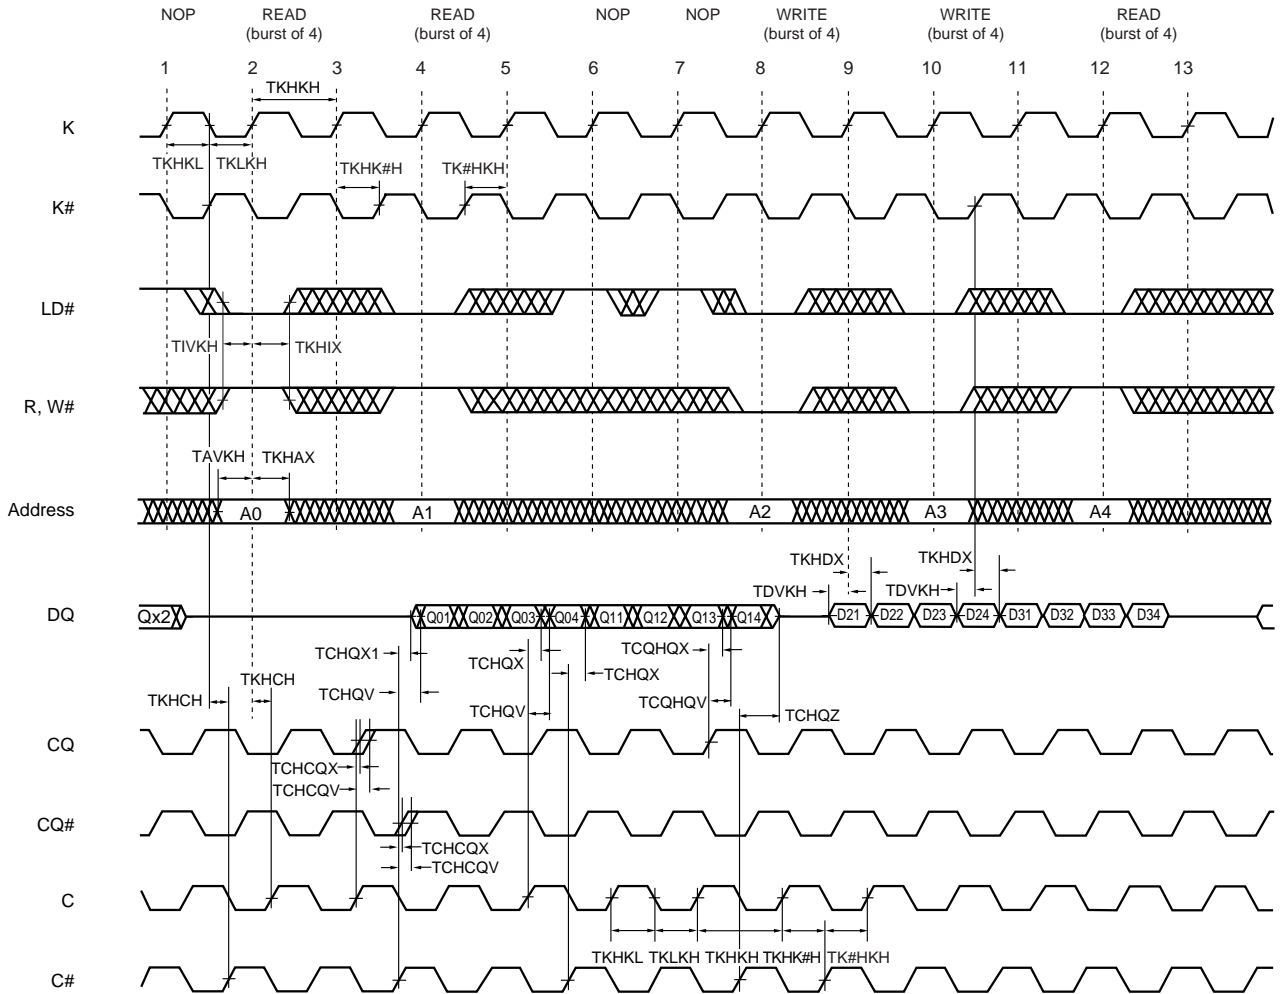 NOP READ READ NOP NOP WRITE WRITE READ
(burst of 4) (burst of 4) (burst of 4) (burst of 4) (burst of 4)
1 2 3 4 5 6 7 8 9 10 11 12 13
TKHKH
K
TKHKL TKLKH TKHK#H TK#HKH
K#
LD#
TIVKH TKHIX
R, W#
TAVKH TKHAX
Address A0 A1 A2 A3 A4
TKHDX TKHDX
TDVKH TDVKH
DQ Qx2 Q01 Q02 Q03 Q04 Q11 Q12 Q13 Q14 D21 D22 D23 D24 D31 D32 D33 D34
TCHQX1 TCHQX TCQHQX TCHQX
TKHCH TKHCH TCHQV TCHQV TCQHQV TCHQZ
CQ
TCHCQX
TCHCQV
CQ#
TCHCQX
TCHCQV
C
TKHKL TKLKH TKHKH TKHK#H TK#HKH
C#